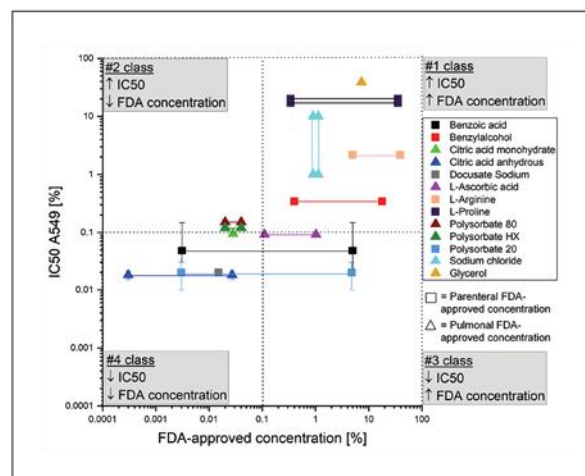 #2 class
↑ IC50
↓ FDA concentration
#1 class
↑ IC50
↑ FDA concentration
Benzoic acid
Benzylalcohol
Citric acid monohydrate
Citric acid anhydrous
Docusate Sodium
L-Ascorbic acid
L-Arginine
L-Proline
Polysorbate 80
Polysorbate HX
Polysorbate 20
Sodium chloride
Glycerol
= Parenteral FDA-
approved concentration
= Pulmonal FDA-
approved concentration
#4 class
↓ IC50
↓ FDA concentration
#3 class
↓ IC50
↑ FDA concentration
IC50 A549 [%]
100
10
1
0.1
0.01
0.001
0.0001
0.0001
0.001
0.01
0.1
1
10
100
FDA-approved concentration [%]